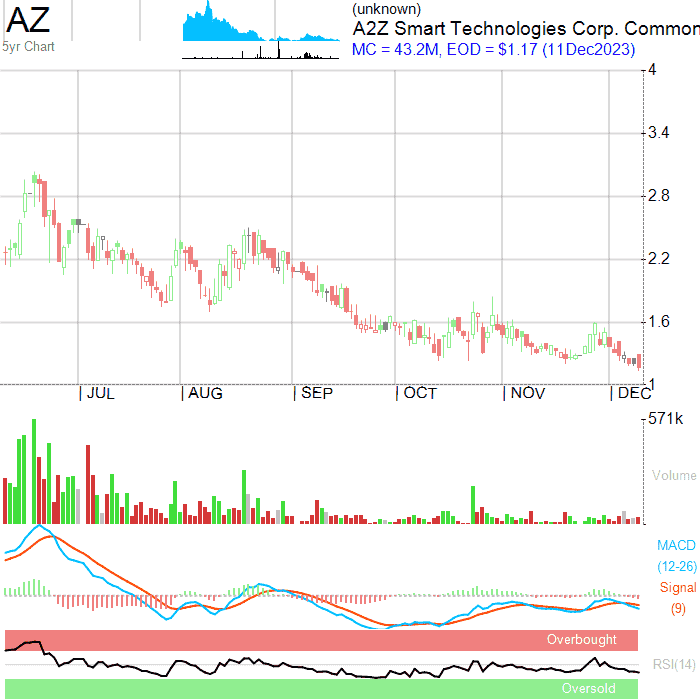 AZ
5yr Chart
(unknown)
A2Z Smart Technologies Corp. Common
MC = 43.2M, EOD = $1.17 (11Dec2023)
4
3.4
2.8
2.2
1.6
1
JUL
AUG
SEP
OCT
NOV
DEC
571k
Volume
MACD
(12-26)
Signal
(9)
Overbought
RSI(14)
Oversold